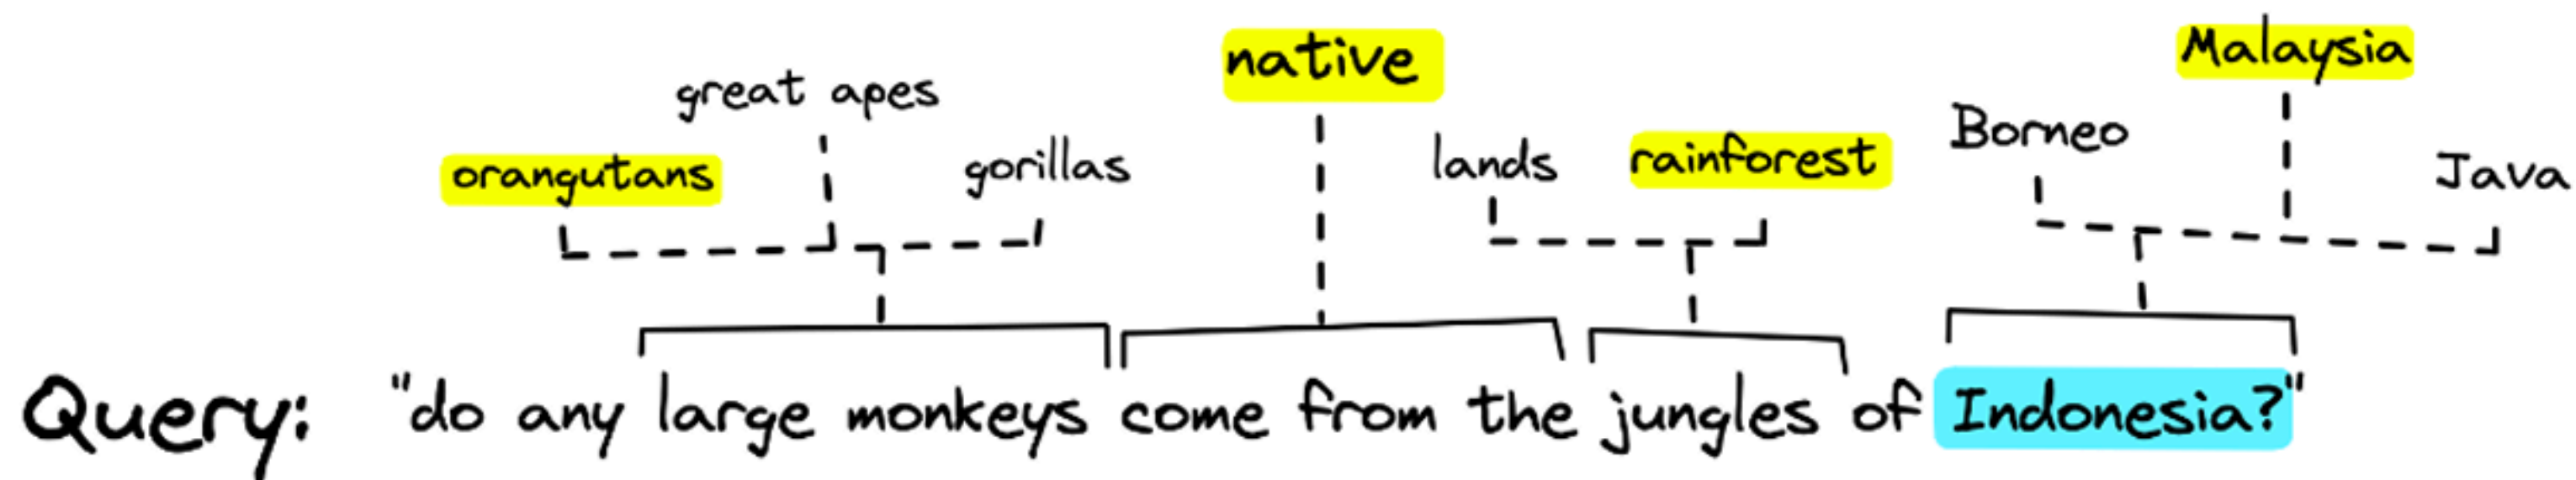 native
Malaysia
great apes
Borneo
orangutans
gorillas
lands
rainforest
Java
Query: "do any large monkeys come from the jungles of Indonesia?"